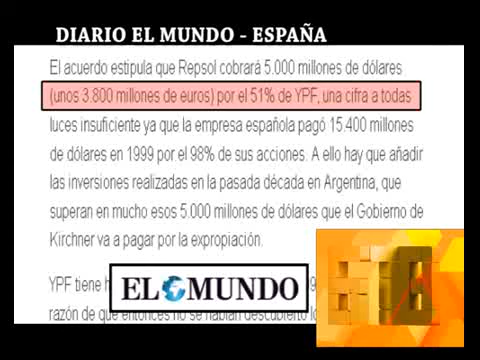 DIARIO EL MUNDO - ESPAÑA
El acuerdo estipula que Repsol cobrará 5.000 millones de dólares
(unos 3.800 millones de euros) por el 51% de YPF, una cifra a todas
luces insuficiente ya que la empresa española pagó 15.400 millones
de dólares en 1999 por el 98% de sus acciones. A ello hay que añadir
las inversiones realizadas en la pasada década en Argentina, que
superan en mucho esos 5.000 millones de dólares que el Gobierno de
Kirchner va a pagar por la expropiación.
YPF tiene
EL MUNDO
razón de que entonces no se habían descubierto